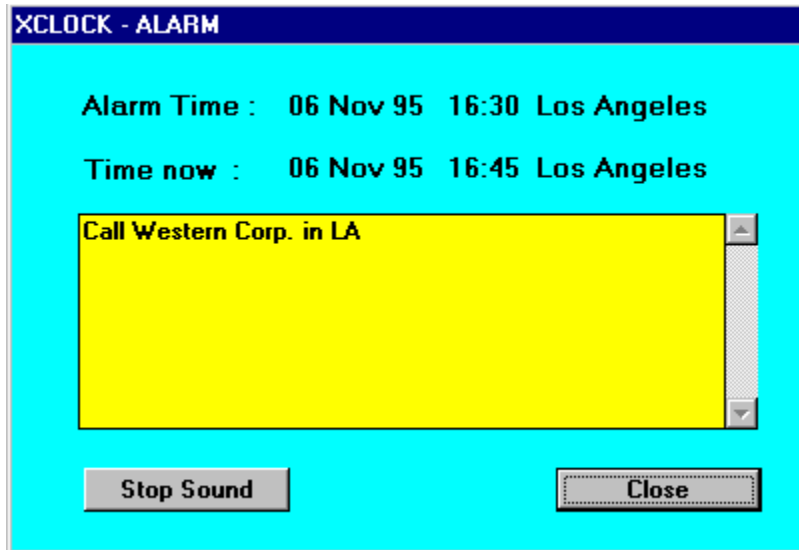 XCLOCK - ALARM
Alarm Time : 06 Nov 95 16:30 Los Angeles
Time now : 06 Nov 95 16:45 Los Angeles
Call Western Corp. in LA
Stop Sound Close